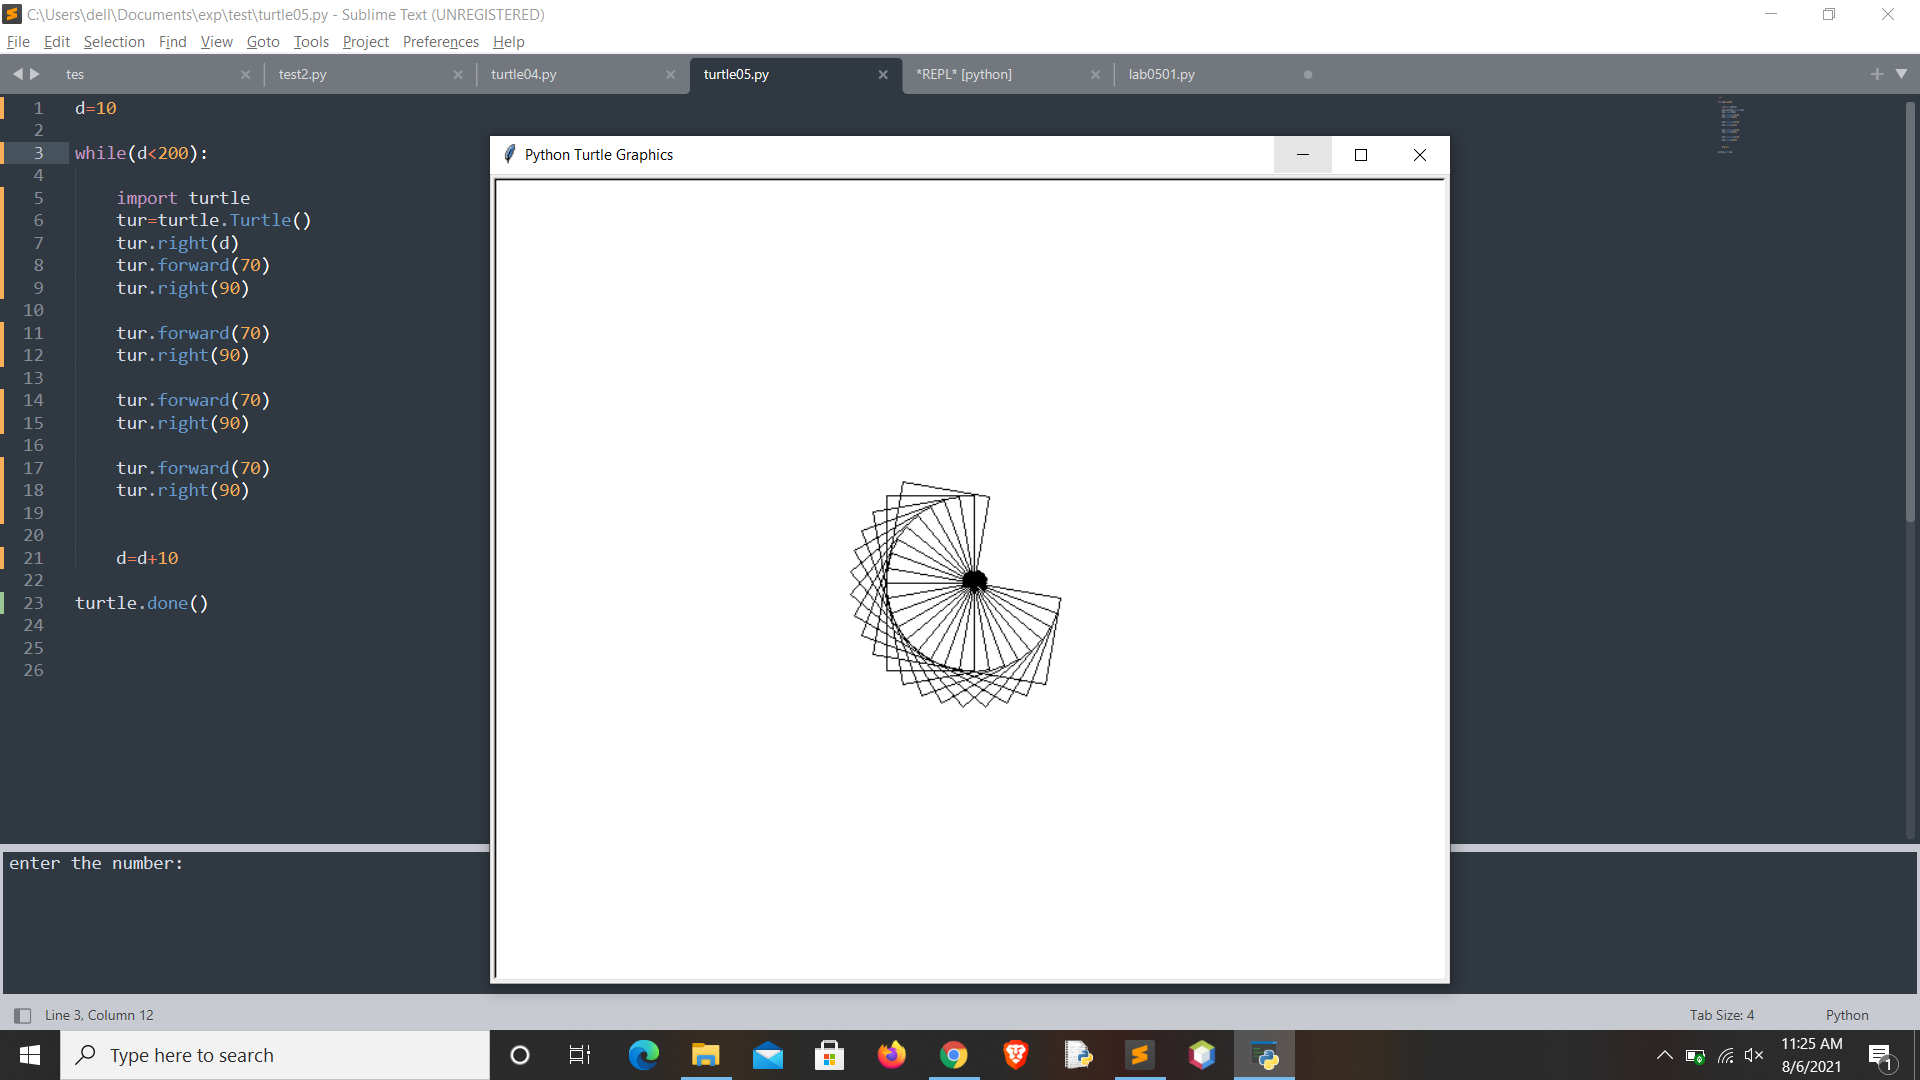 C:\Users\dell\Documents\exp\test\turtle05.py - Sublime Text (UNREGISTERED)
File Edit Selection Find View Goto Tools Project Preferences Help
tes test2.py turtle04.py turtle05.py *REPL* [python] lab0501.py
1 d=10
2
3 while(d<200):
4
5 import turtle
6 tur=turtle.Turtle()
7 tur.right(d)
8 tur.forward(70)
9 tur.right(90)
10
11 tur.forward(70)
12 tur.right(90)
13
14 tur.forward(70)
15 tur.right(90)
16
17 tur.forward(70)
18 tur.right(90)
19
20
21 d=d+10
22
23 turtle.done()
24
25
26
Python Turtle Graphics
enter the number:
Line 3, Column 12
Tab Size: 4 Python
Type here to search
11:25 AM
8/6/2021
1